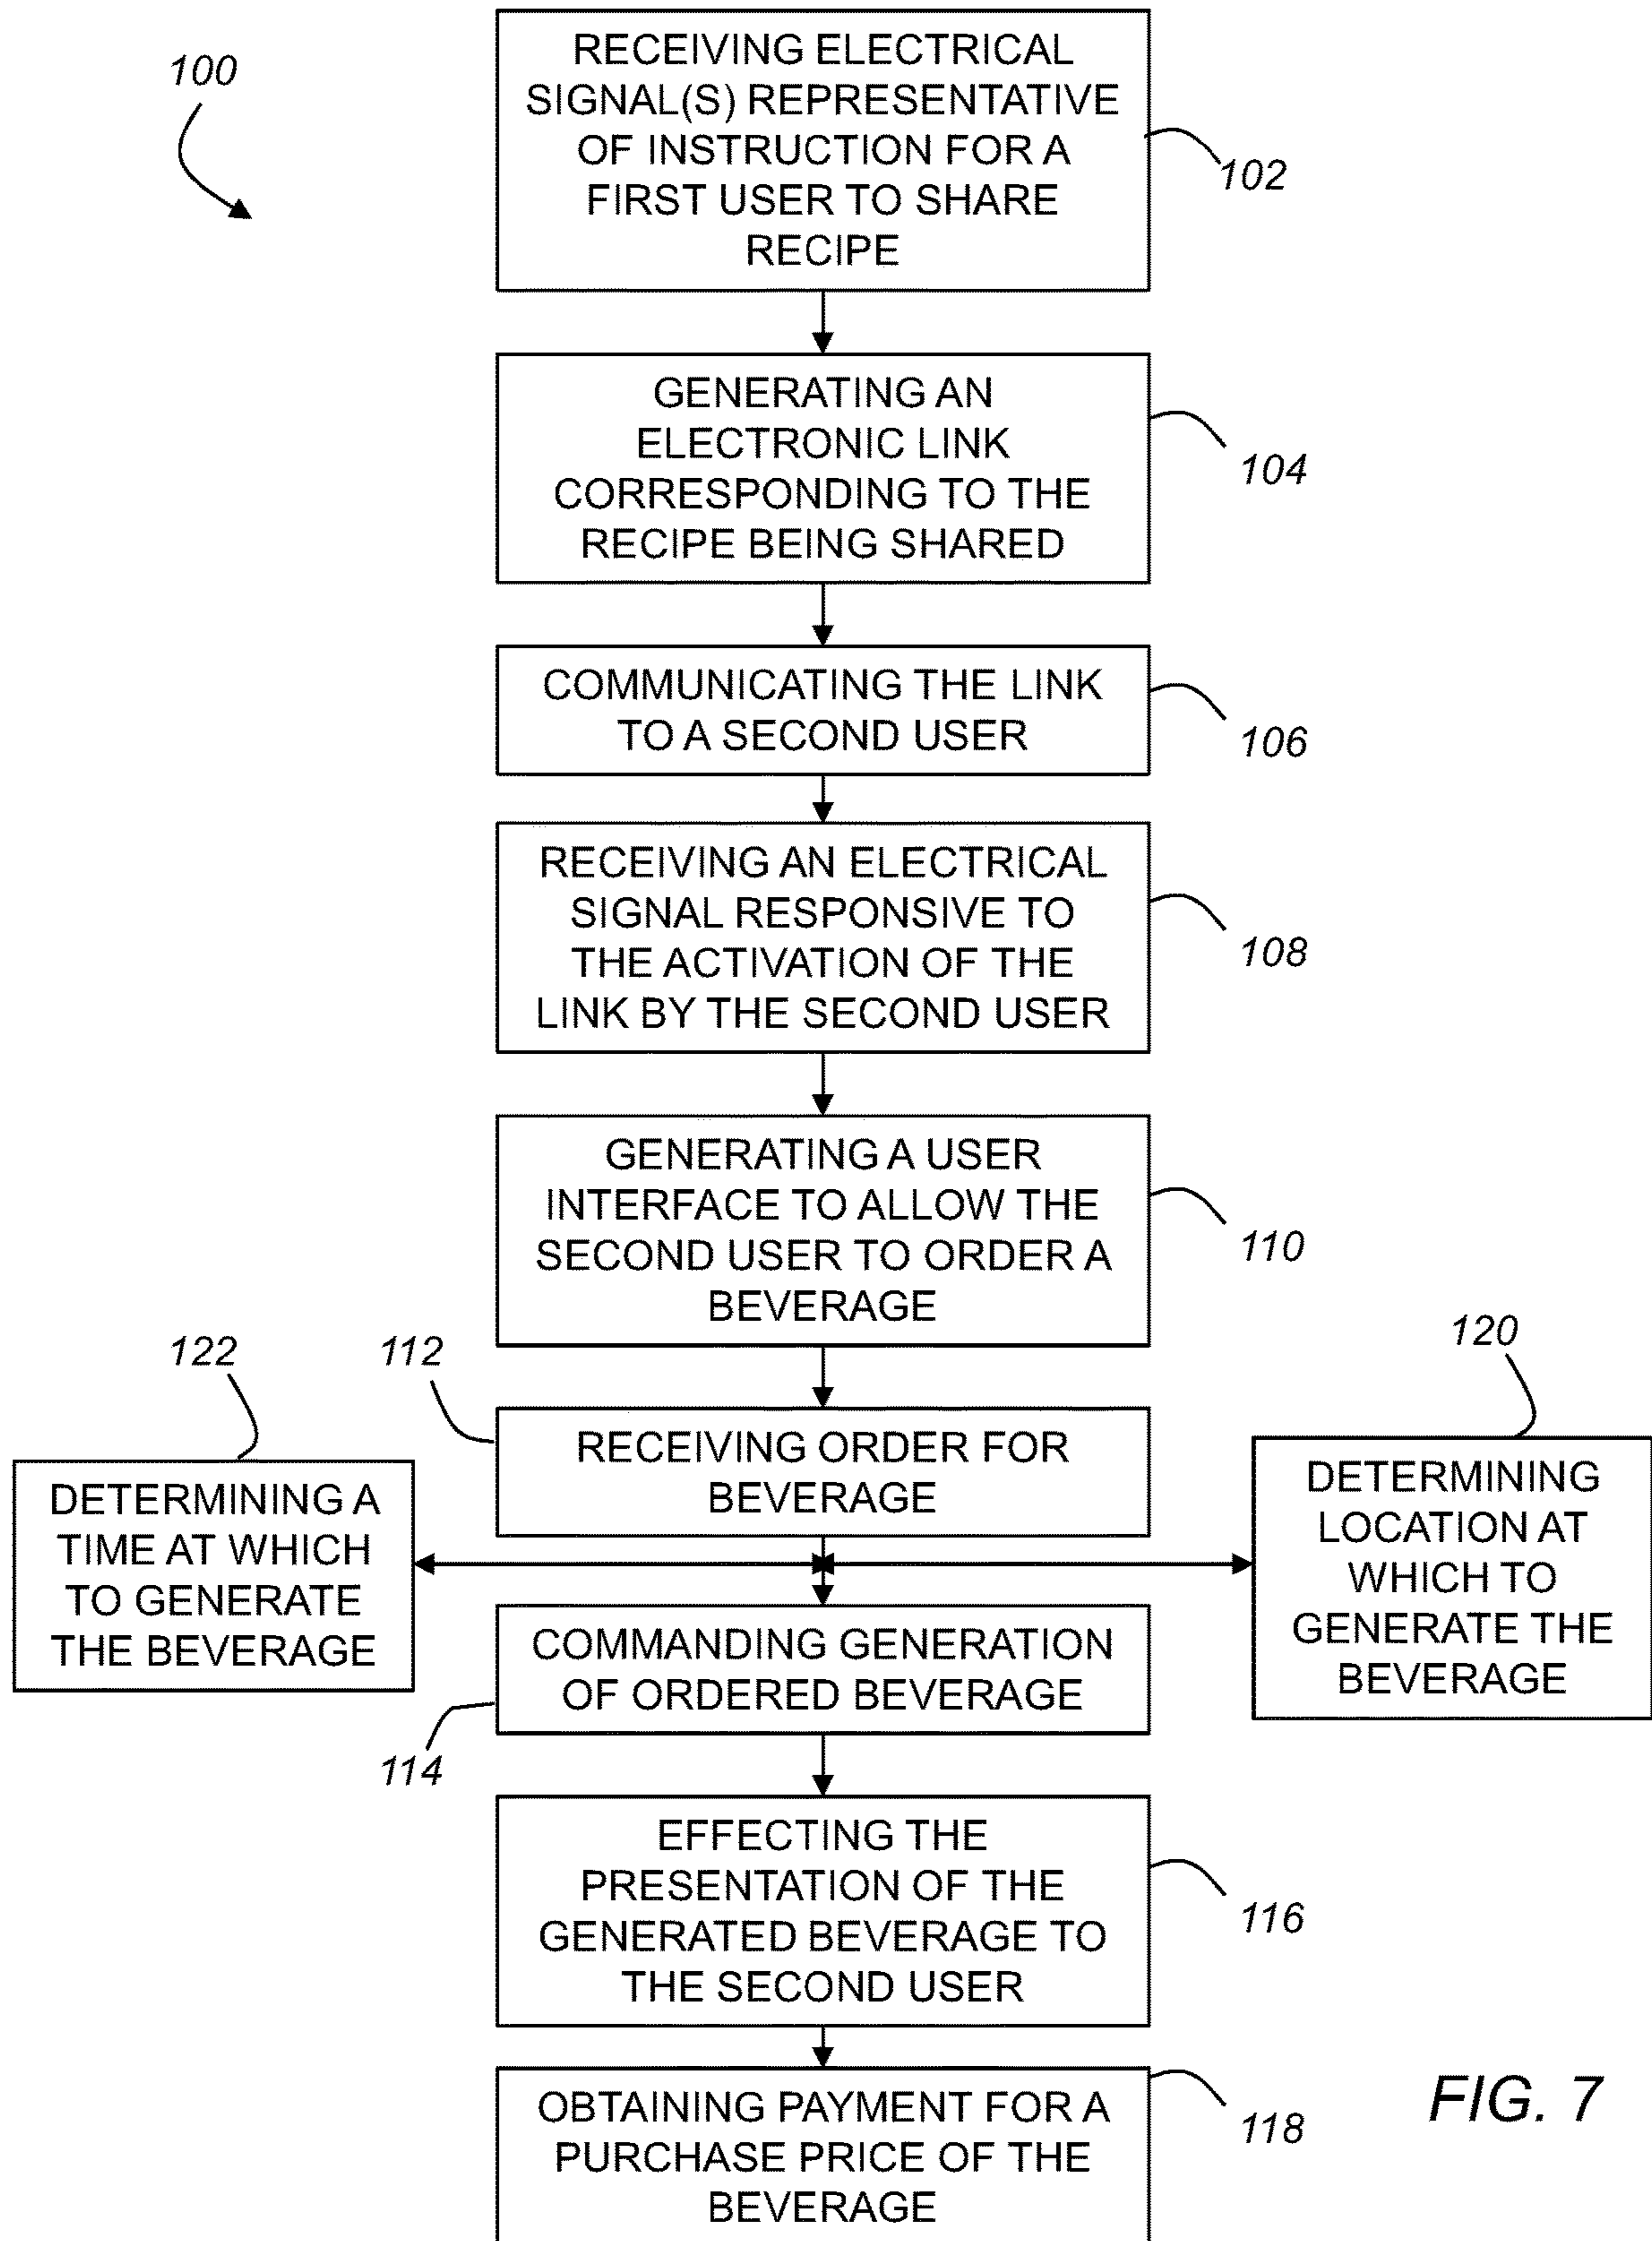 100
RECEIVING ELECTRICAL
SIGNAL(S) REPRESENTATIVE
OF INSTRUCTION FOR A
FIRST USER TO SHARE
RECIPE
102
GENERATING AN
ELECTRONIC LINK
CORRESPONDING TO THE
RECIPE BEING SHARED
104
COMMUNICATING THE LINK
TO A SECOND USER
106
RECEIVING AN ELECTRICAL
SIGNAL RESPONSIVE TO
THE ACTIVATION OF THE
LINK BY THE SECOND USER
108
GENERATING A USER
INTERFACE TO ALLOW THE
SECOND USER TO ORDER A
BEVERAGE
110
112
RECEIVING ORDER FOR
BEVERAGE
122
DETERMINING A
TIME AT WHICH
TO GENERATE
THE BEVERAGE
120
DETERMINING
LOCATION AT
WHICH TO
GENERATE THE
BEVERAGE
COMMANDING GENERATION
OF ORDERED BEVERAGE
114
EFFECTING THE
PRESENTATION OF THE
GENERATED BEVERAGE TO
THE SECOND USER
116
OBTAINING PAYMENT FOR A
PURCHASE PRICE OF THE
BEVERAGE
118
FIG. 7